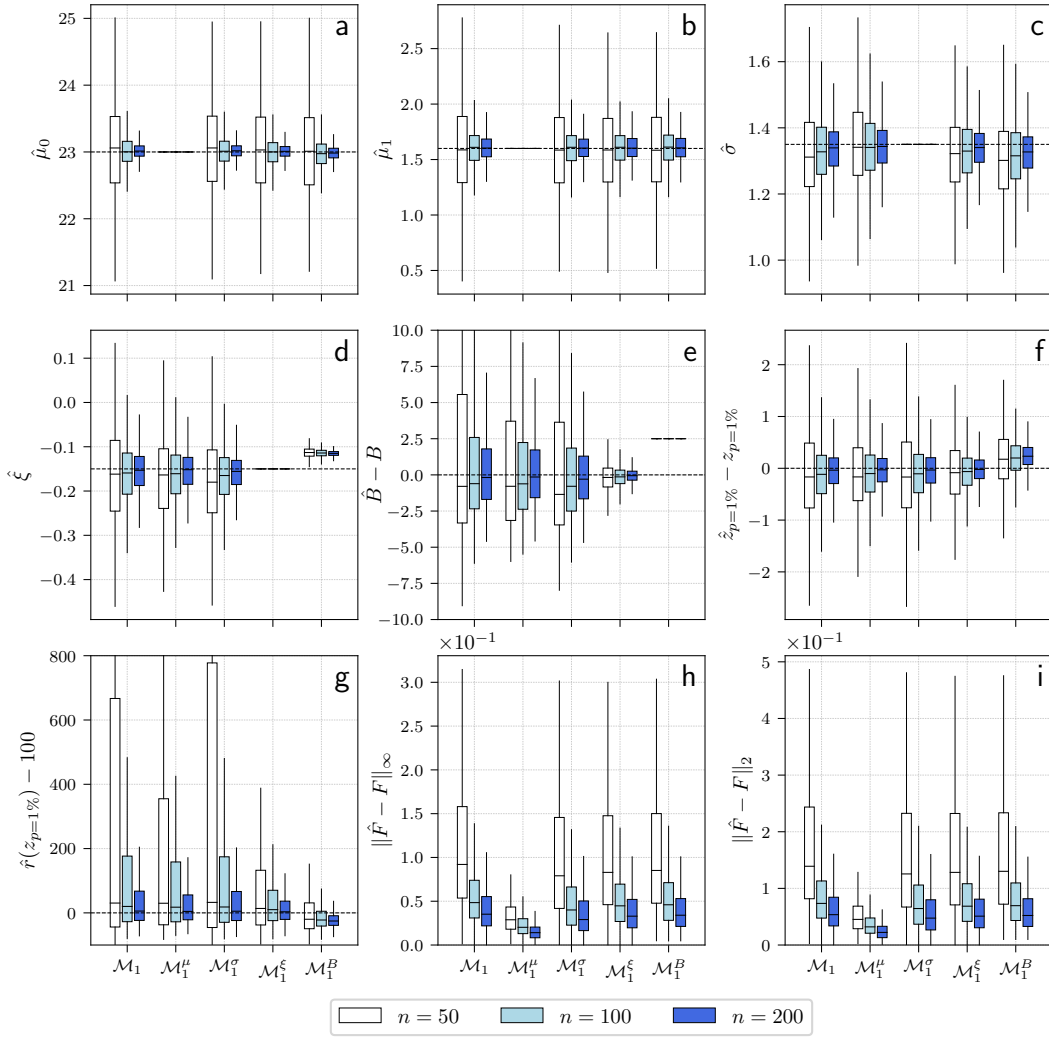 a
25
24
23
22
21
μ̂₀
b
2.5
2.0
1.5
1.0
0.5
μ̂₁
c
1.6
1.4
1.2
1.0
σ̂
d
0.1
0.0
−0.1
−0.2
−0.3
−0.4
ξ̂
e
10.0
7.5
5.0
2.5
0.0
−2.5
−5.0
−7.5
−10.0
B̂ − B
f
2
1
0
−1
−2
ẑ_{p=1%} − z_{p=1%}
g
800
600
400
200
0
r̂(z_{p=1%}) − 100
ℳ₁ ℳ₁^μ ℳ₁^σ ℳ₁^ξ ℳ₁^B
×10⁻¹
h
3.0
2.5
2.0
1.5
1.0
0.5
0.0
‖F̂ − F‖_∞
ℳ₁ ℳ₁^μ ℳ₁^σ ℳ₁^ξ ℳ₁^B
×10⁻¹
i
5
4
3
2
1
0
‖F̂ − F‖₂
ℳ₁ ℳ₁^μ ℳ₁^σ ℳ₁^ξ ℳ₁^B
n = 50 n = 100 n = 200